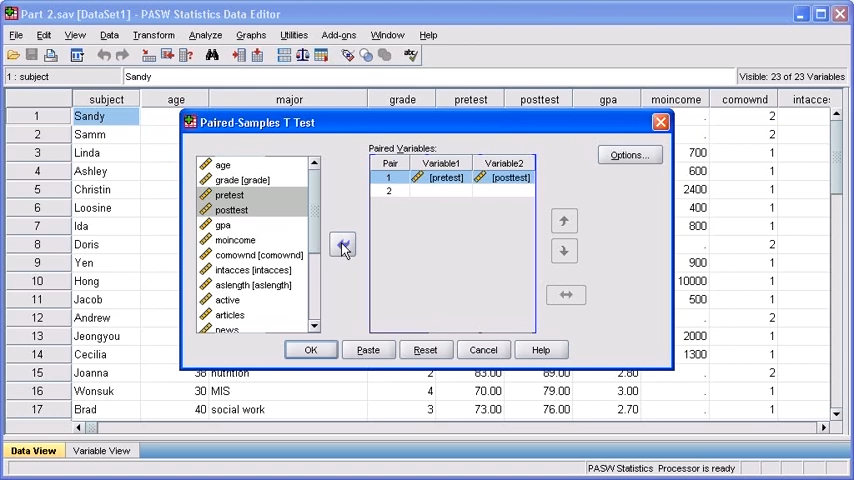 Part 2.sav [DataSet1] - PASW Statistics Data Editor
File Edit View Data Transform Analyze Graphs Utilities Add-ons Window Help
1 : subject Sandy Visible: 23 of 23 Variables
subject age major grade pretest posttest gpa moincome comownd intacces
1 Sandy . 2
2 Samm . 2
3 Linda 700 1
4 Ashley 600 1
5 Christin 2400 1
6 Loosine 400 1
7 Ida 800 1
8 Doris . 2
9 Yen 900 1
10 Hong 10000 1
11 Jacob 500 1
12 Andrew . 2
13 Jeongyou 2000 1
14 Cecilia 1300 1
15 Joanna 38 nutrition 2 83.00 89.00 2.80 . 2
16 Wonsuk 30 MIS 4 70.00 79.00 3.00 . 1
17 Brad 40 social work 3 73.00 76.00 2.70 . 1
Paired-Samples T Test
age
grade [grade]
pretest
posttest
gpa
moincome
comownd [comownd]
intacces [intacces]
aslength [aslength]
active
articles
news
Paired Variables:
Pair Variable1 Variable2
1 [pretest] [posttest]
2
Options...
OK Paste Reset Cancel Help
Data View Variable View
PASW Statistics Processor is ready